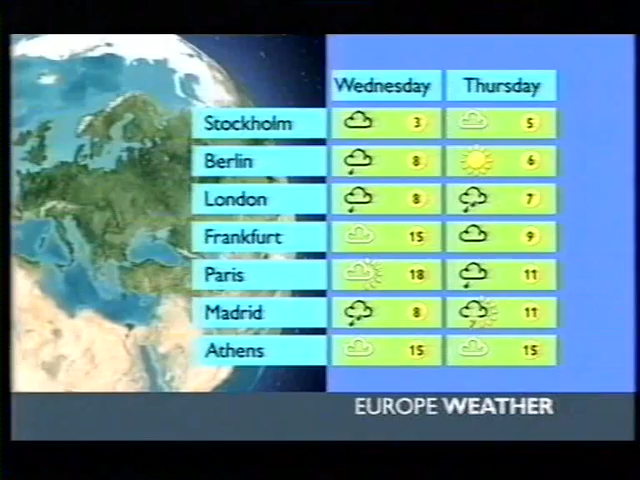 Wednesday Thursday
Stockholm 3 5
Berlin 8 6
London 8 7
Frankfurt 15 9
Paris 18 11
Madrid 8 11
Athens 15 15
EUROPE WEATHER